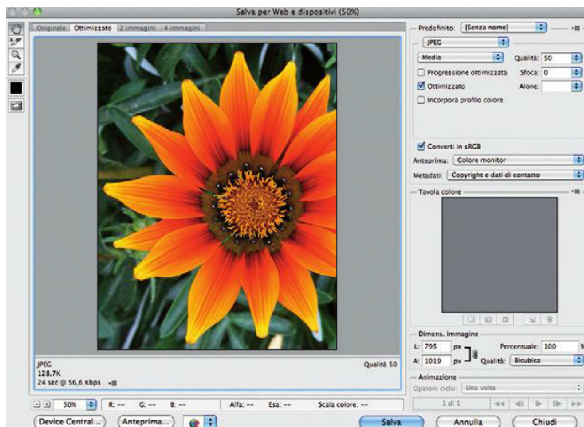 Salva per Web e dispositivi (50%)
Originale Ottimizzato 2 immagini 4 immagini
Predefinito: [Senza nome]
JPEG
Media Qualità: 50
Progressione ottimizzata Sfoca: 0
Ottimizzato Alone:
Incorpora profilo colore
Converti in sRGB
Anteprima: Colore monitor
Metadati: Copyright e dati di contatto
Tavola colore
Dimens. immagine
L: 795 px Percentuale: 100 %
A: 1019 px Qualità: Bicubica
Animazione
Opzioni ciclo: Una volta
1 di 1
JPEG Qualità 50
128,7K
24 sec @ 56,6 Kbps
50% R: -- G: -- B: -- Alfa: -- Esa: -- Scala colore: --
Device Central... Anteprima... Salva Annulla Chiudi